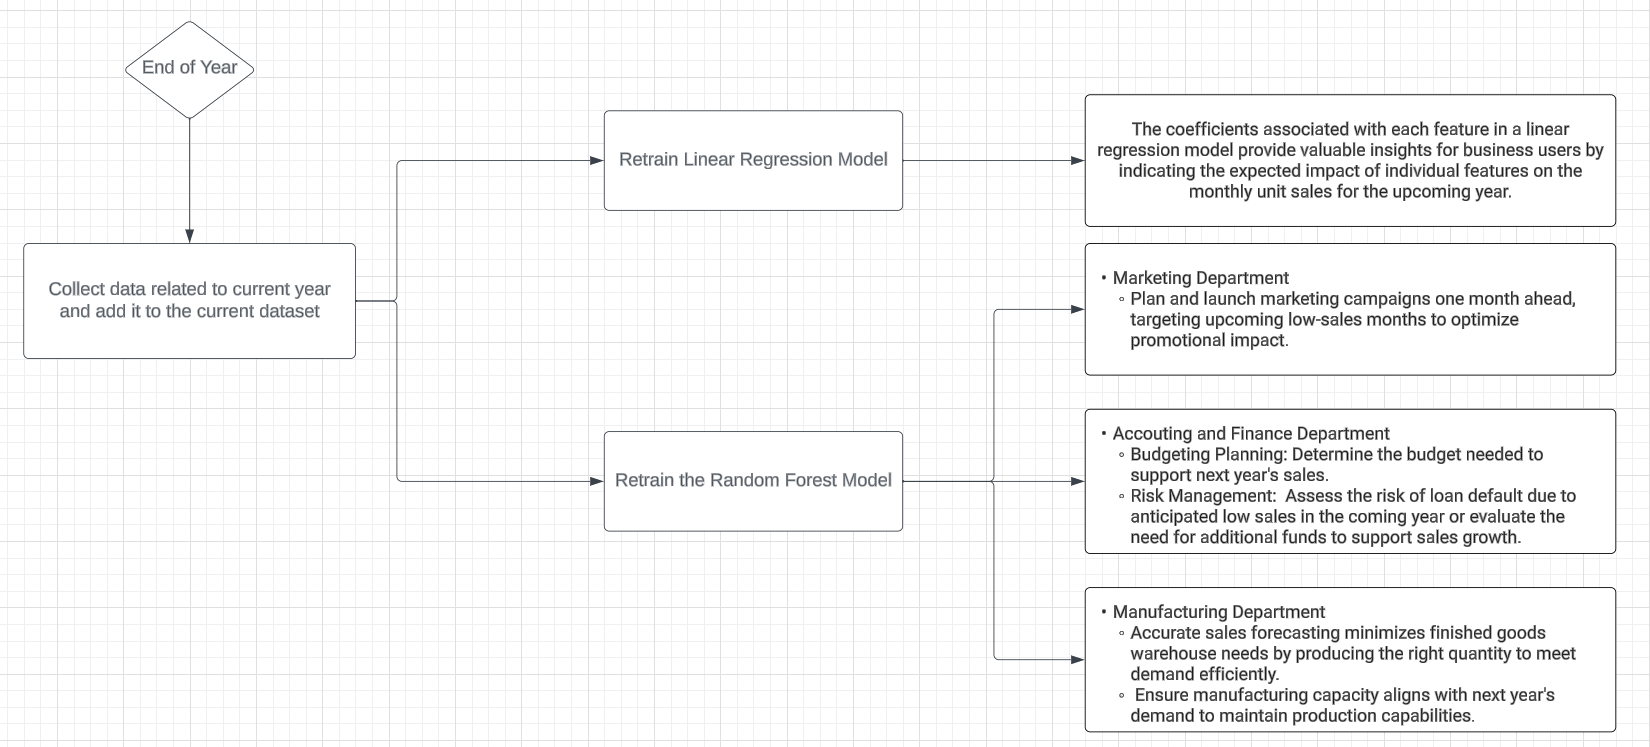 End of Year
Collect data related to current year
and add it to the current dataset
Retrain Linear Regression Model
The coefficients associated with each feature in a linear
regression model provide valuable insights for business users by
indicating the expected impact of individual features on the
monthly unit sales for the upcoming year.
Retrain the Random Forest Model
• Marketing Department
◦ Plan and launch marketing campaigns one month ahead,
targeting upcoming low-sales months to optimize
promotional impact.
• Accouting and Finance Department
◦ Budgeting Planning: Determine the budget needed to
support next year's sales.
◦ Risk Management:  Assess the risk of loan default due to
anticipated low sales in the coming year or evaluate the
need for additional funds to support sales growth.
• Manufacturing Department
◦ Accurate sales forecasting minimizes finished goods
warehouse needs by producing the right quantity to meet
demand efficiently.
◦  Ensure manufacturing capacity aligns with next year's
demand to maintain production capabilities.